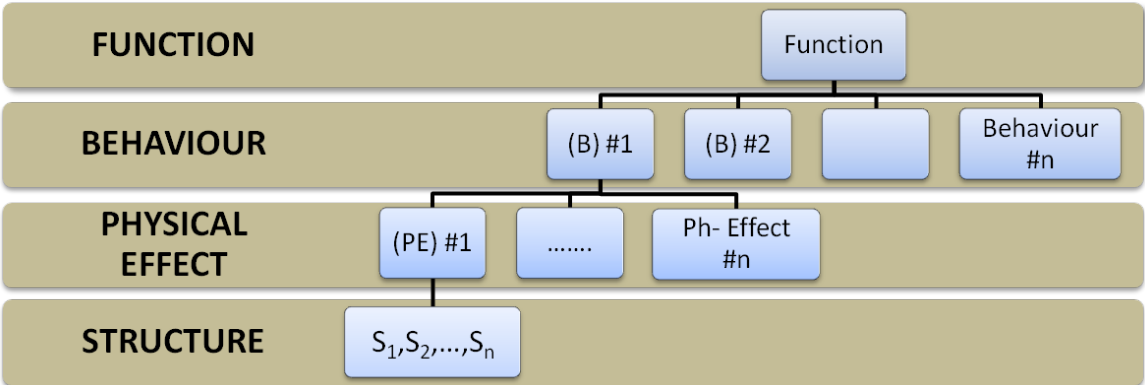 FUNCTION
Function
BEHAVIOUR
(B) #1
(B) #2
Behaviour
#n
PHYSICAL
EFFECT
(PE) #1
.......
Ph- Effect
#n
STRUCTURE
S₁,S₂,...,Sₙ